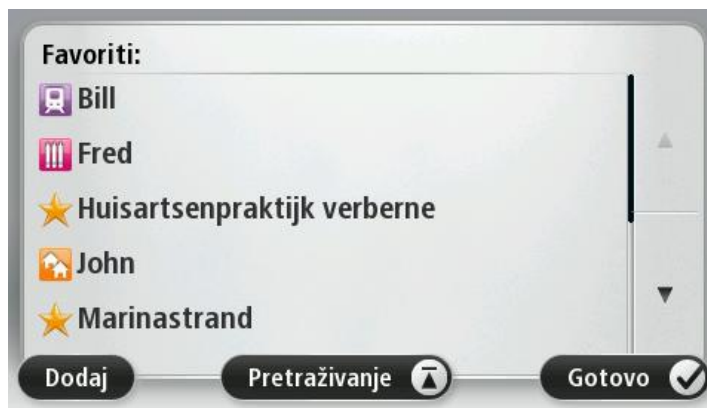 Favoriti:
Bill
Fred
Huisartsenpraktijk verberne
John
Marinastrand
Dodaj
Pretraživanje
Gotovo